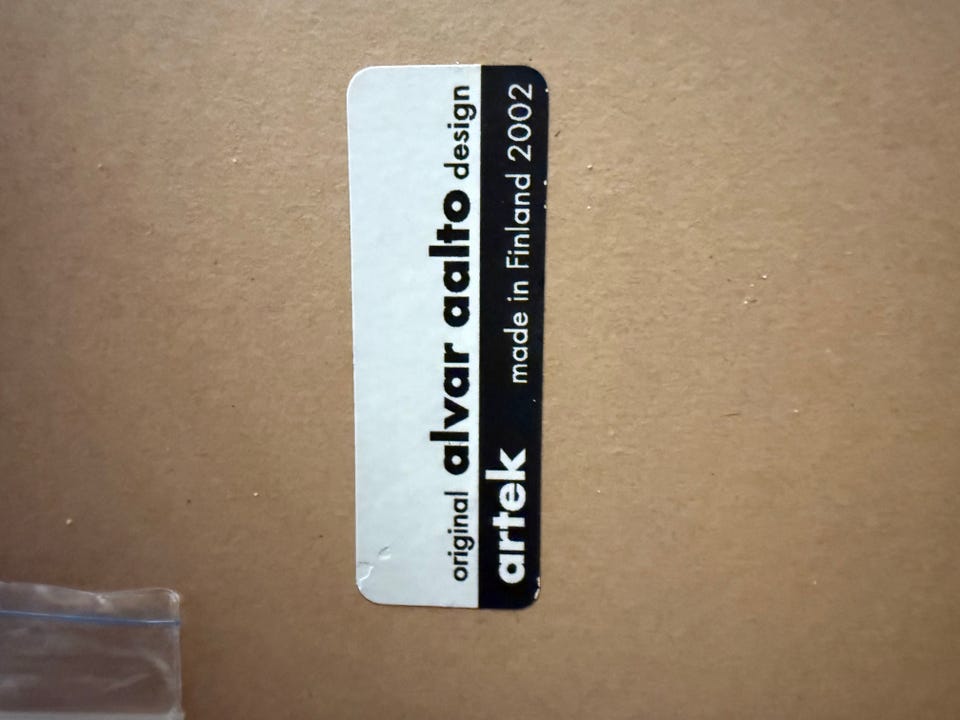 original alvar aalto design
artek made in Finland 2002